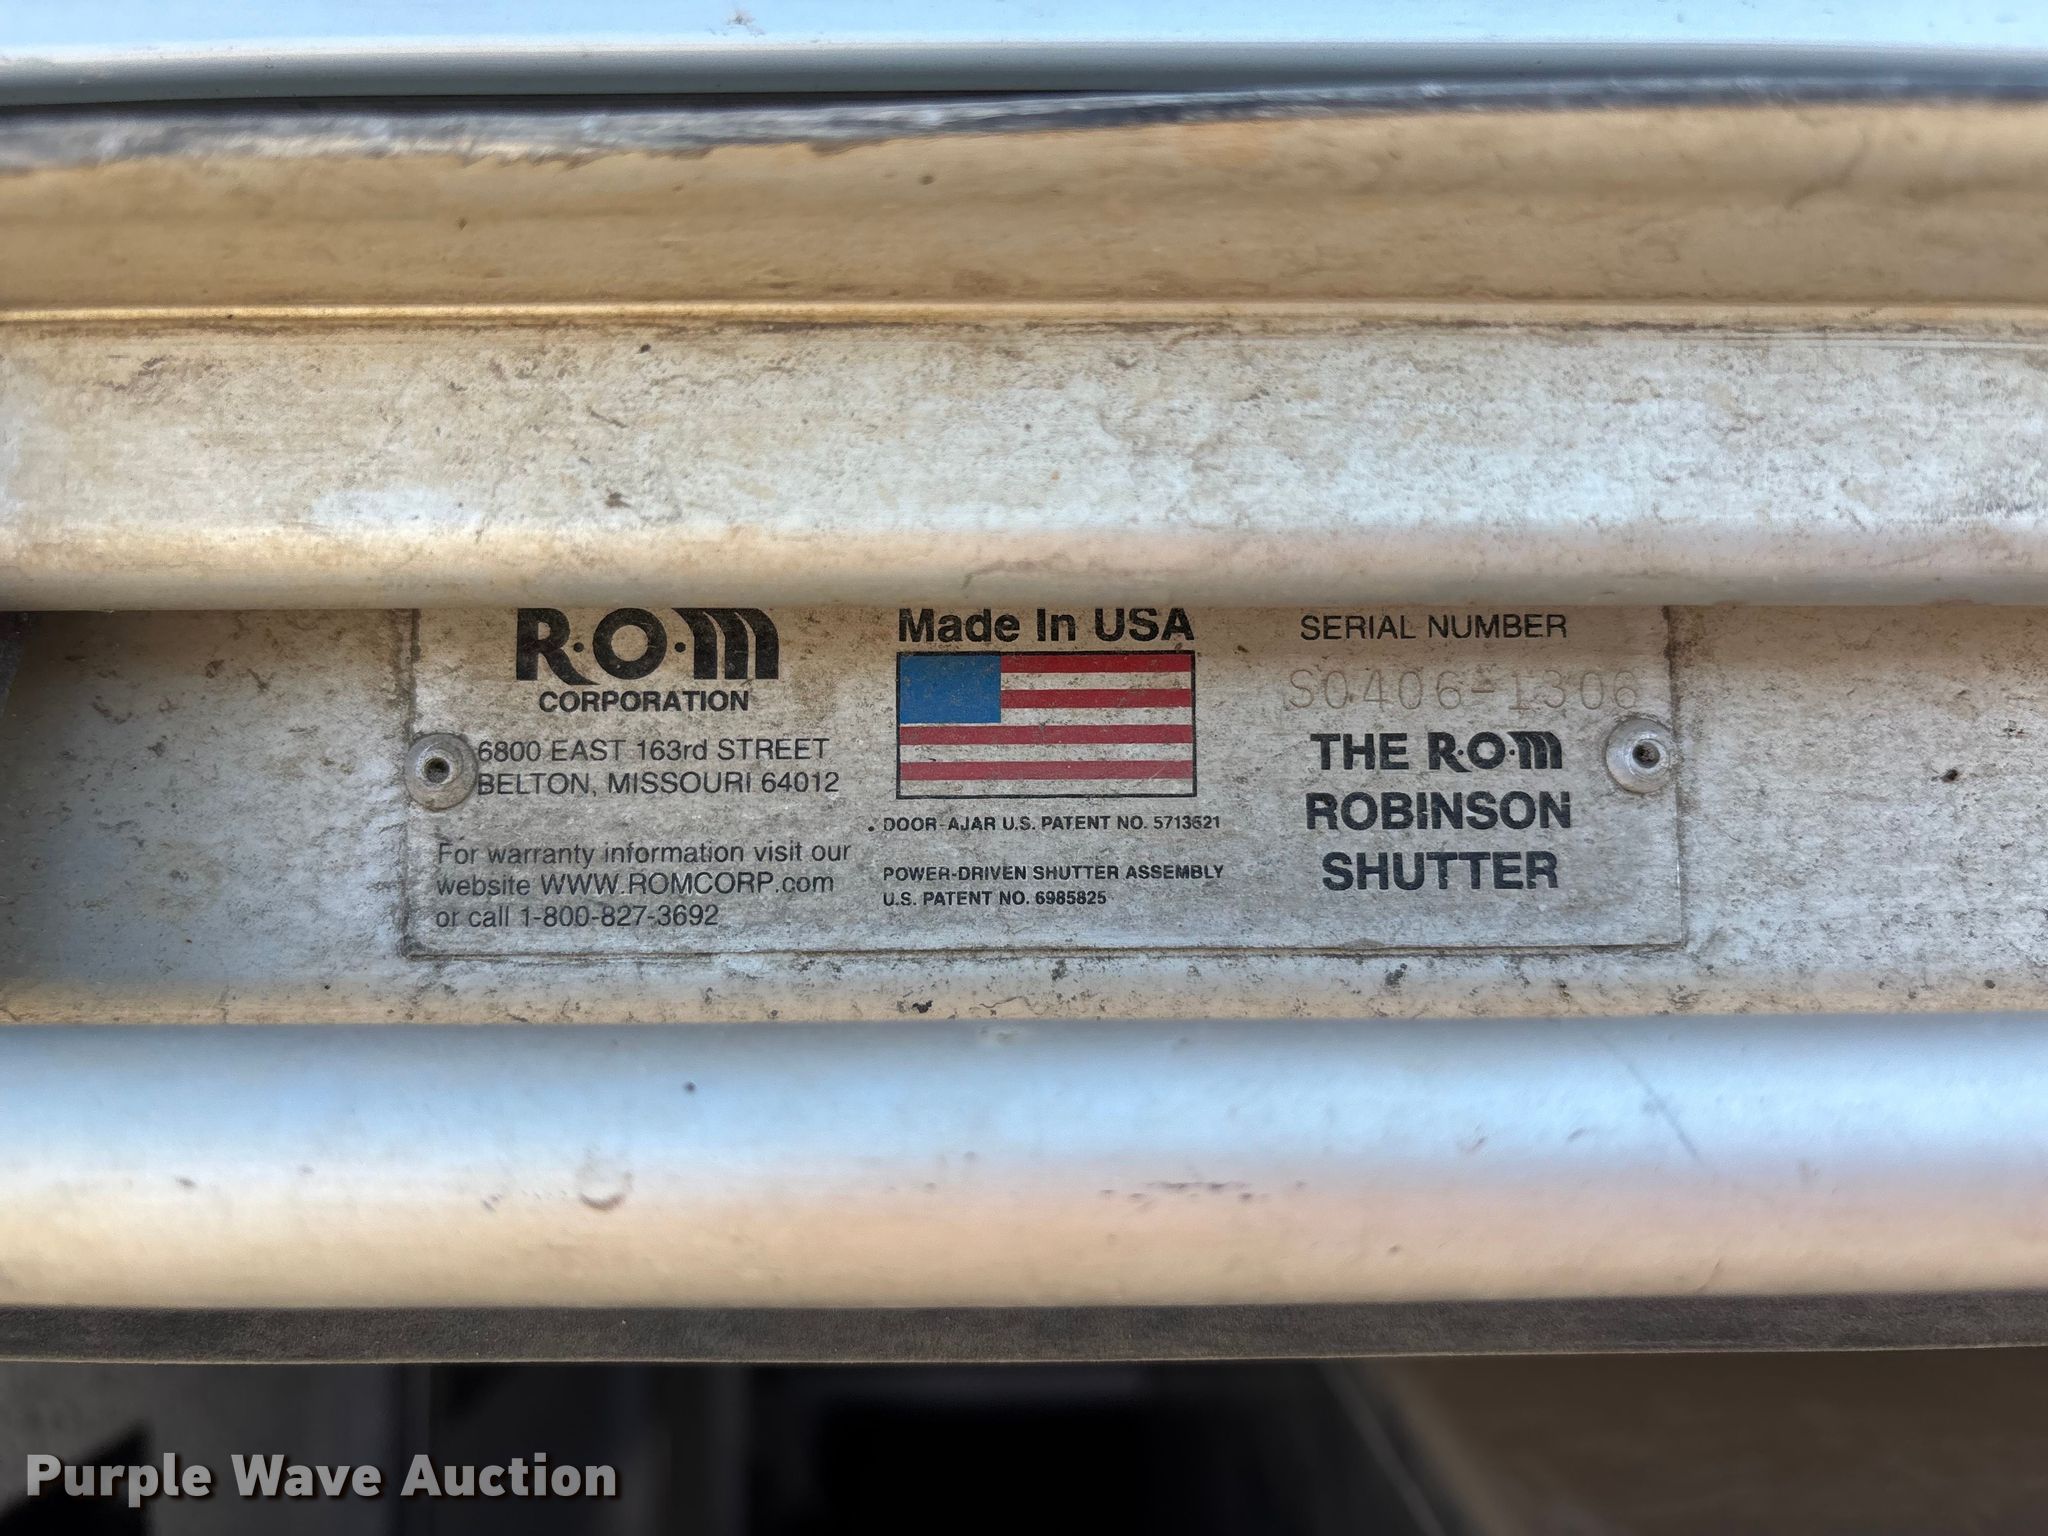 R·O·M
CORPORATION
6800 EAST 163rd STREET
BELTON, MISSOURI 64012
For warranty information visit our
website WWW.ROMCORP.com
or call 1-800-827-3692
Made In USA
DOOR-AJAR U.S. PATENT NO. 5713621
POWER-DRIVEN SHUTTER ASSEMBLY
U.S. PATENT NO. 6985825
SERIAL NUMBER
S0406-1306
THE R·O·M
ROBINSON
SHUTTER
Purple Wave Auction